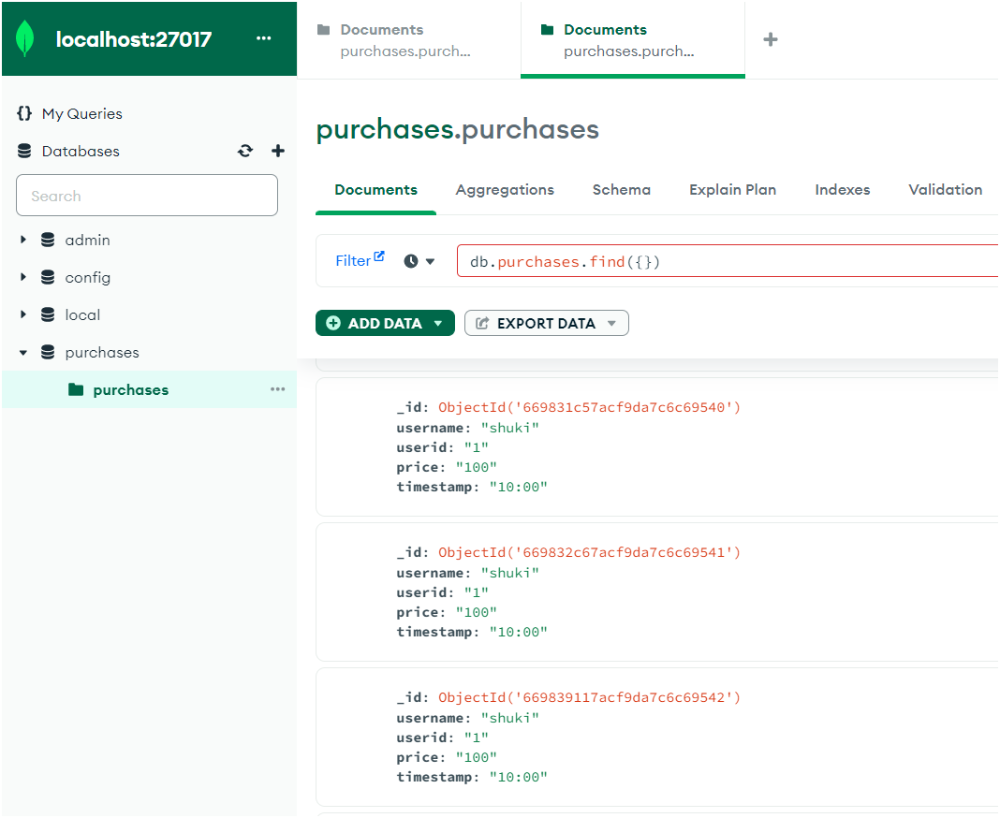 localhost:27017
Documents
purchases.purch...
Documents
purchases.purch...
My Queries
Databases
Search
admin
config
local
purchases
purchases
purchases.purchases
Documents Aggregations Schema Explain Plan Indexes Validation
Filter db.purchases.find({})
ADD DATA EXPORT DATA
_id: ObjectId('669831c57acf9da7c6c69540')
username: "shuki"
userid: "1"
price: "100"
timestamp: "10:00"
_id: ObjectId('669832c67acf9da7c6c69541')
username: "shuki"
userid: "1"
price: "100"
timestamp: "10:00"
_id: ObjectId('669839117acf9da7c6c69542')
username: "shuki"
userid: "1"
price: "100"
timestamp: "10:00"